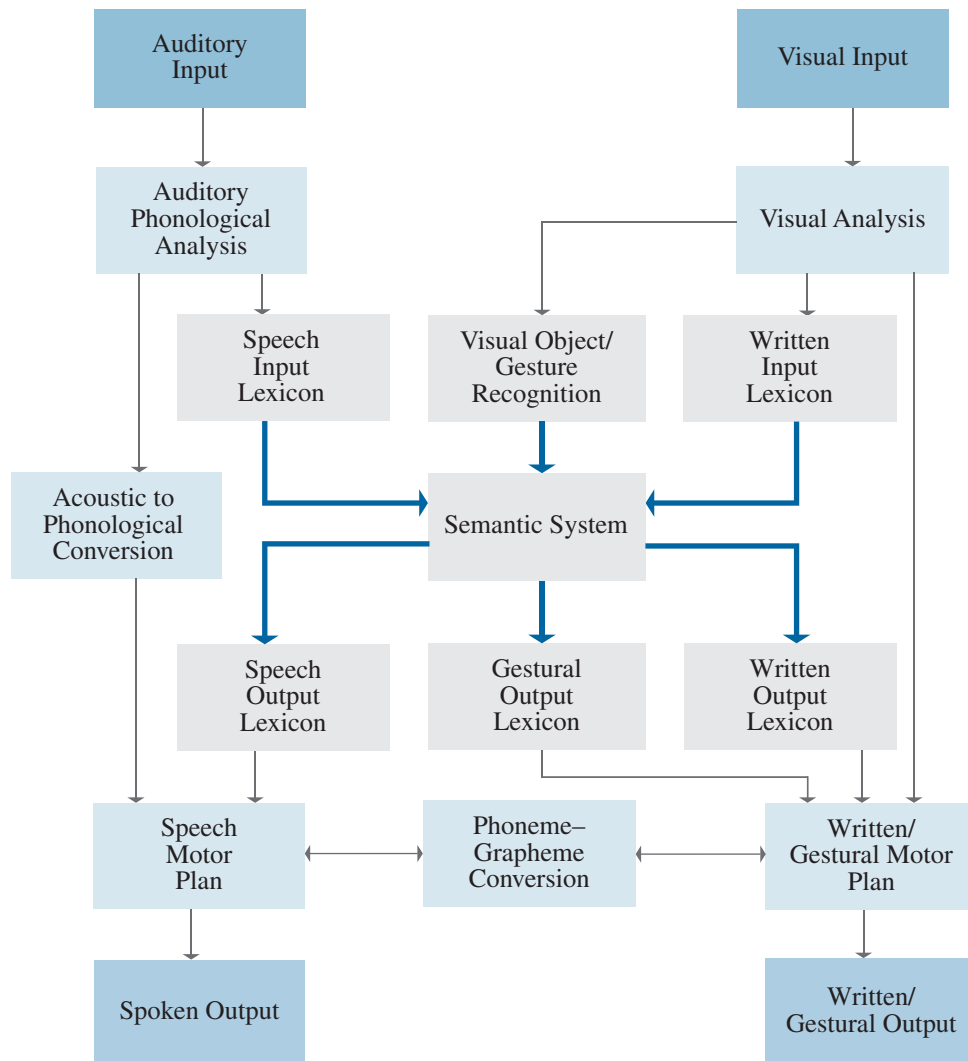 Auditory
Input
Visual Input
Auditory
Phonological
Analysis
Visual Analysis
Speech
Input
Lexicon
Visual Object/
Gesture
Recognition
Written
Input
Lexicon
Acoustic to
Phonological
Conversion
Semantic System
Speech
Output
Lexicon
Gestural
Output
Lexicon
Written
Output
Lexicon
Speech
Motor
Plan
Phoneme–
Grapheme
Conversion
Written/
Gestural Motor
Plan
Spoken Output
Written/
Gestural Output